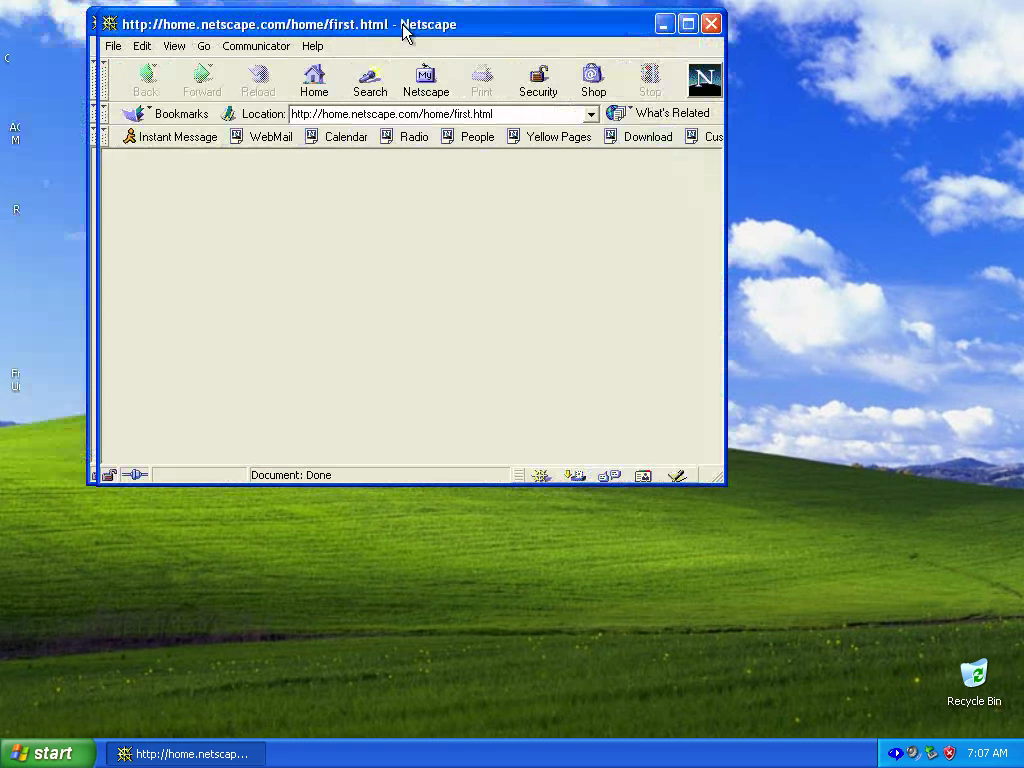 http://home.netscape.com/home/first.html - Netscape
File Edit View Go Communicator Help
Back Forward Reload Home Search Netscape Print Security Shop Stop
My
N
Bookmarks Location: http://home.netscape.com/home/first.html What's Related
Instant Message WebMail Calendar Radio People Yellow Pages Download Cus
M
R
Document: Done
Recycle Bin
start http://home.netscap... 7:07 AM